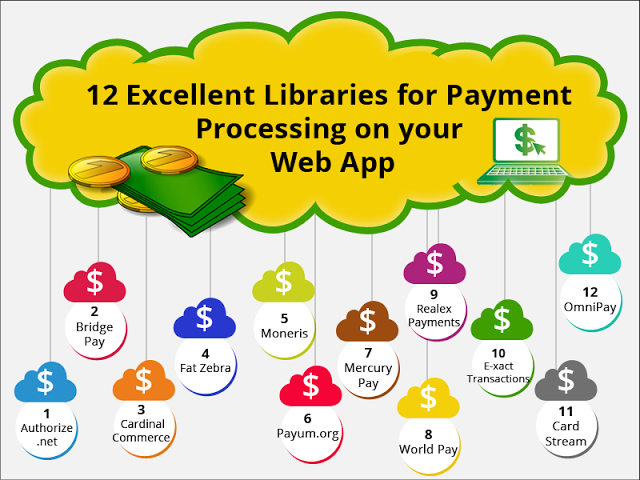 12 Excellent Libraries for Payment
Processing on your
Web App
$
$
1
Authorize
.net
$
2
Bridge
Pay
$
3
Cardinal
Commerce
$
4
Fat Zebra
$
5
Moneris
$
6
Payum.org
$
7
Mercury
Pay
$
8
World Pay
$
9
Realex
Payments
$
10
E-xact
Transactions
$
11
Card
Stream
$
12
OmniPay